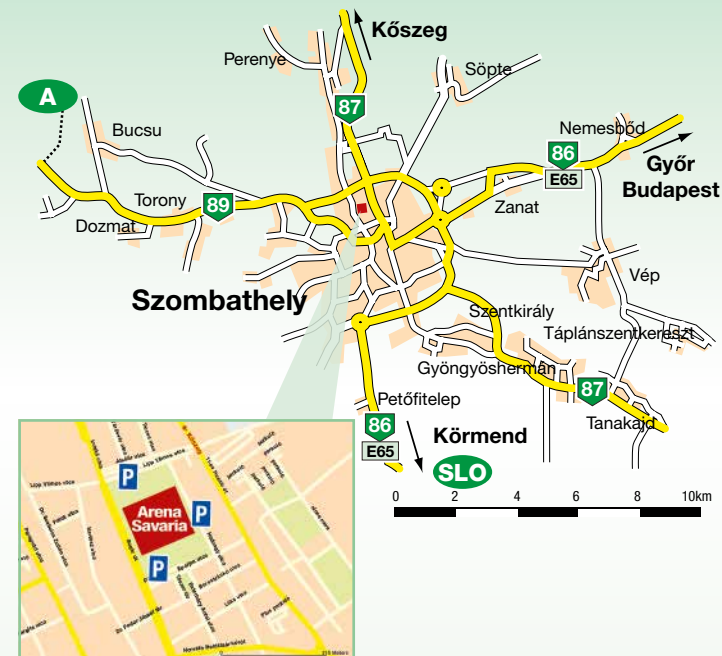 Kőszeg
Perenye
Söpte
A
87
Bucsu
Nemesbőd
86
E65
Győr
Budapest
Torony
89
Zanat
Dozmat
Vép
Szombathely
Szentkirály
Táplánszentkereszt
Gyöngyöshermán
87
Petőfitelep
Tanakajd
86
E65
Körmend
SLO
0 2 4 6 8 10km
P
Arena
Savaria
P
P